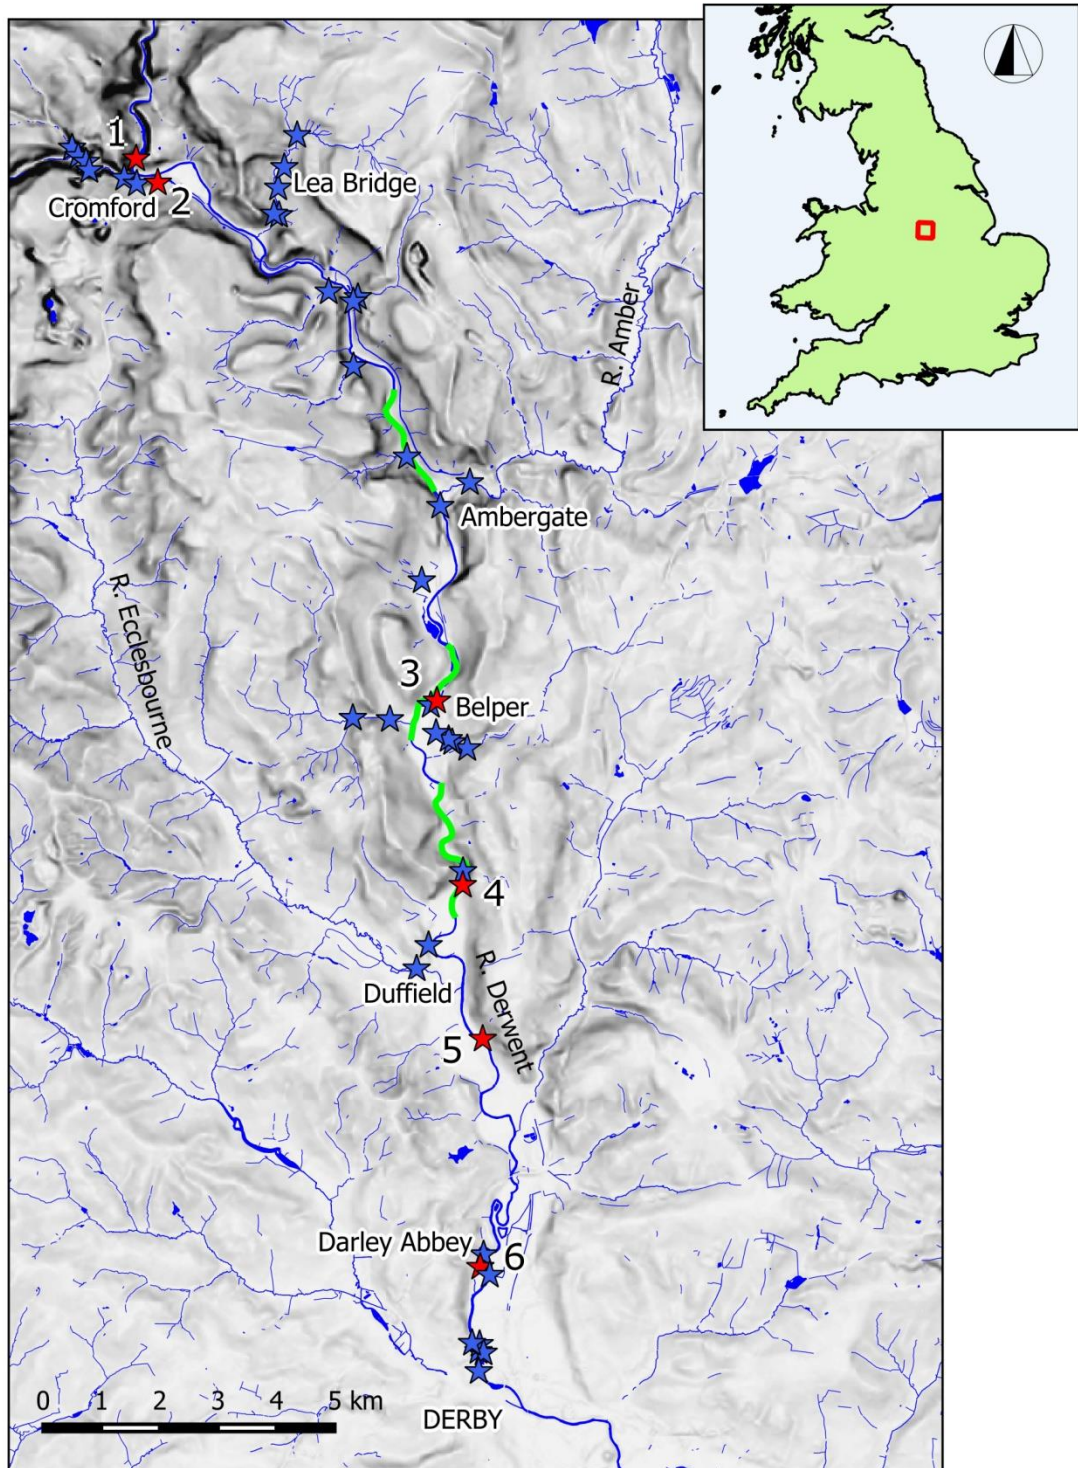 1
Lea Bridge
Cromford
2
R. Amber
Ambergate
R. Ecclesbourne
3
Belper
4
Duffield
R. Derwent
5
Darley Abbey
6
0 1 2 3 4 5 km
DERBY